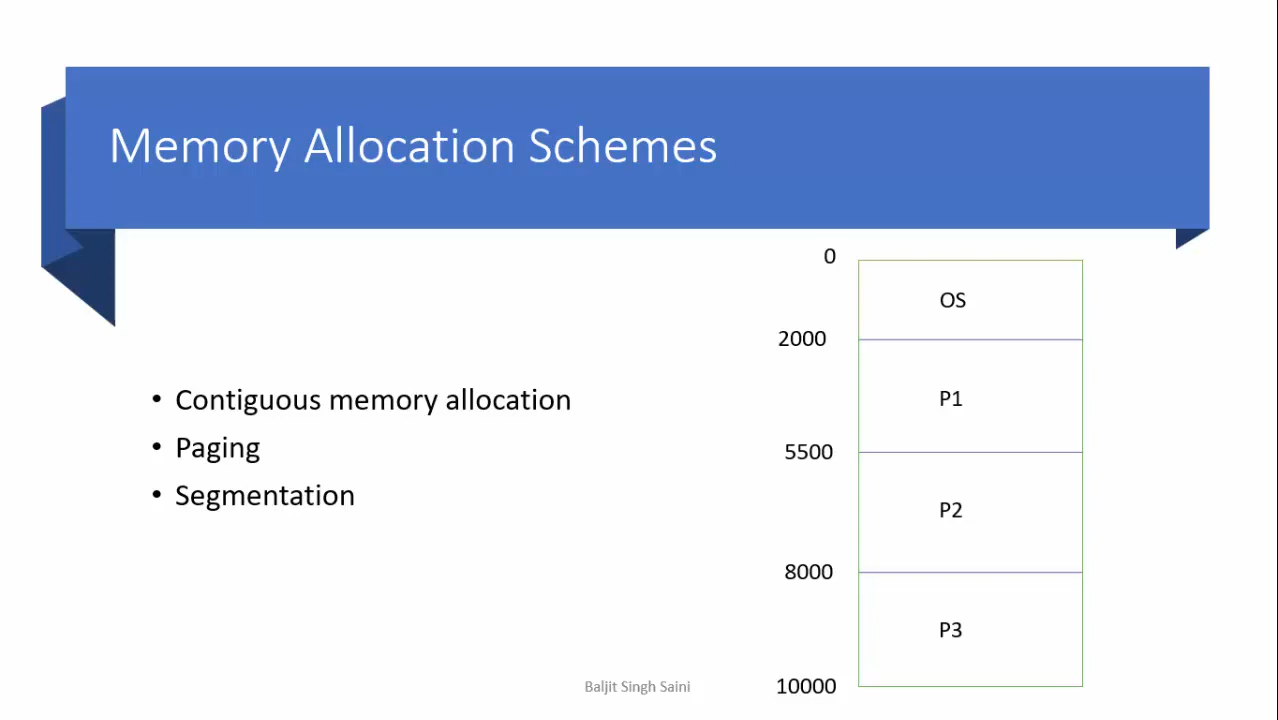 Memory Allocation Schemes
• Contiguous memory allocation
• Paging
• Segmentation
0
OS
2000
P1
5500
P2
8000
P3
10000
Baljit Singh Saini